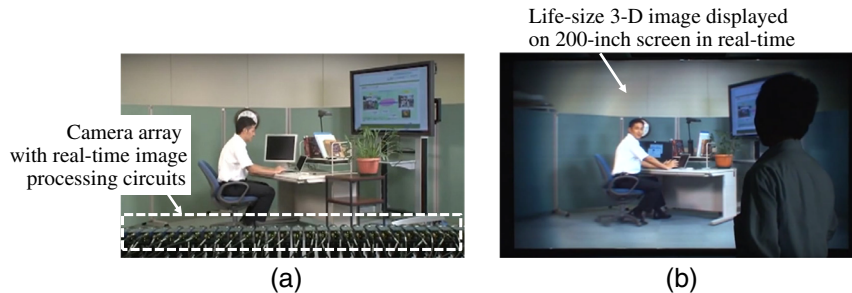 Life-size 3-D image displayed
on 200-inch screen in real-time
Camera array
with real-time image
processing circuits
(a)
(b)